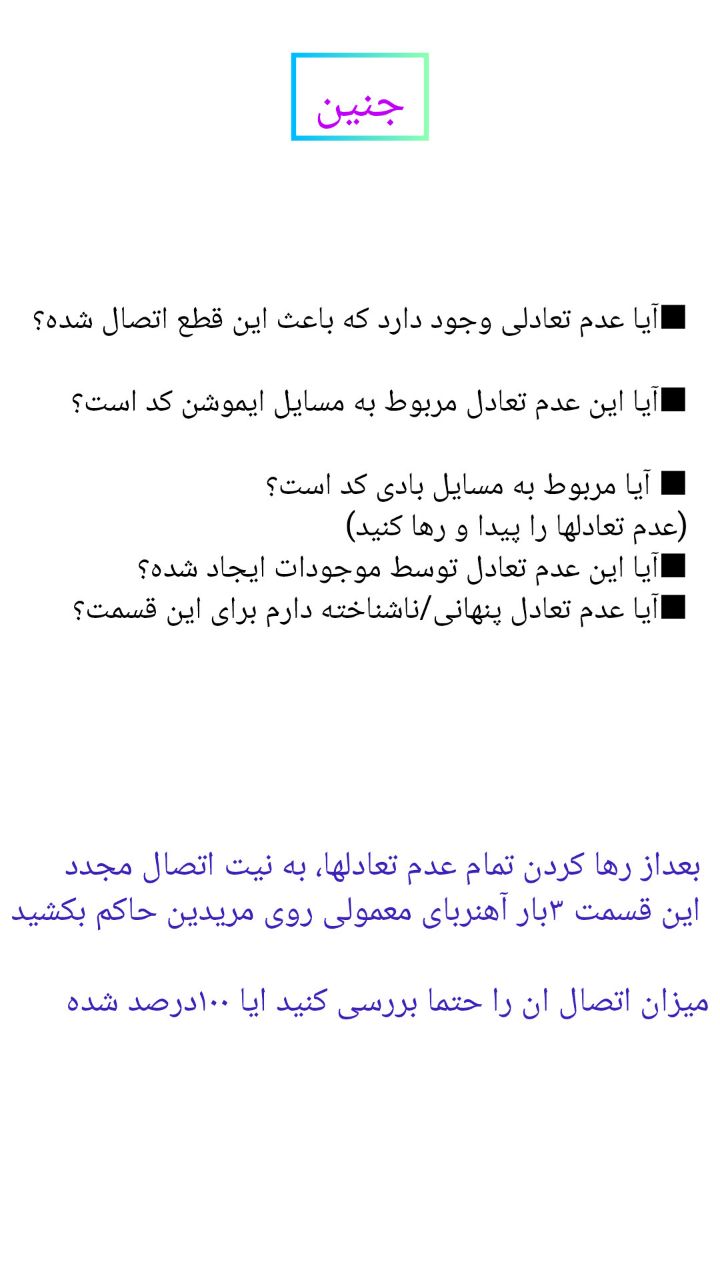 جنین
■آیا عدم تعادلی وجود دارد که باعث این قطع اتصال شده؟
■آیا این عدم تعادل مربوط به مسایل ایموشن کد است؟
■ آیا مربوط به مسایل بادی کد است؟
(عدم تعادلها را پیدا و رها کنید)
■آیا این عدم تعادل توسط موجودات ایجاد شده؟
■آیا عدم تعادل پنهانی/ناشناخته دارم برای این قسمت؟
بعداز رها کردن تمام عدم تعادلها، به نیت اتصال مجدد
این قسمت ۳بار آهنربای معمولی روی مریدین حاکم بکشید
میزان اتصال ان را حتما بررسی کنید ایا ۱۰۰درصد شده